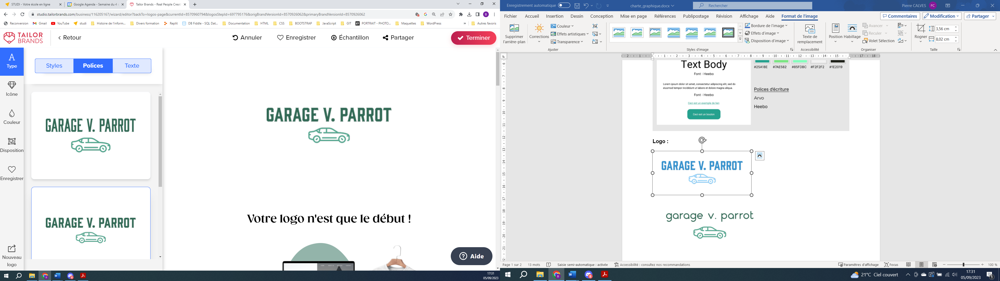 STUDI - Votre école en ligne
Google Agenda - Semaine du 4
Tailor Brands - Real People Creat
studio.tailorbrands.com/business/116205167/wizard/editor?backTo=logos-page&currentId=8570960794&logosStepId=697795176&origBrandVersionId=8570926062&primaryBrandVersionId=8570926062
B
Reconversion Gmail YouTube studi Histoire de l'inform... Divers formation Replit DB Fiddle - SQL Dat... Documentation HTML CSS BOOTSTRAP JavaScript GIT PORTRAIT - PHOTO... Maquettes WordPress » Autres favoris
TAILOR BRANDS
Retour
Annuler
Enregistrer
Échantillon
Partager
Terminer
Type
Icône
Couleur
Disposition
Enregistrer
Nouveau
logo
Styles
Polices
Texte
GARAGE V. PARROT
GARAGE V. PARROT
GARAGE V. PARROT
Votre logo n'est que le début !
Aide
17:31
05/09/2023
Enregistrement automatique
charte_graphique.docx
Rechercher
Pierre CALVES
PC
Fichier Accueil Insertion Dessin Conception Mise en page Références Publipostage Révision Affichage Aide Format de l'image
Commentaires
Modification
Partager
Supprimer
l'arrière-plan
Corrections
Couleur
Effets artistiques
Transparence
Ajuster
Styles d'image
Bordure de l'image
Effets d'image
Disposition d'image
Texte de
remplacement
Accessibilité
Position
Habillage
Avancer
Reculer
Volet Sélection
Organiser
Rogner
3,56 cm
8,02 cm
Taille
Text Body
Font : Heebo
Lorem ipsum dolor sit amet, consectetur adipiscing elit, sed do
eiusmod tempor incididunt ut labore et dolore magna aliqua.
Font : Heebo
Ceci est un exemple de lien
Ceci est un bouton
#25A18E #7AE582 #85FDBC #F2F2F2 #1E2019
Polices d'écriture
Arvo
Heebo
Logo :
GARAGE V. PARROT
garage v. parrot
Page 1 sur 2
13 mots
Saisie semi-automatique : activée
Accessibilité : consultez nos recommandations
Paramètres d'affichage
Focus
100 %
21°C Ciel couvert
17:31
05/09/2023